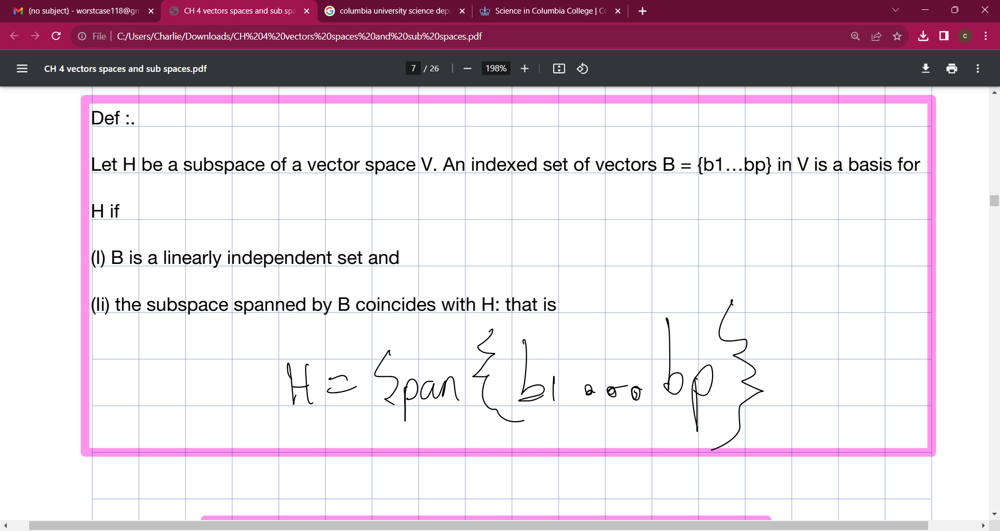 (no subject) - worstcase118@gm
CH 4 vectors spaces and sub spa
columbia university science depa
Science in Columbia College | Co
File
C:/Users/Charlie/Downloads/CH%204%20vectors%20spaces%20and%20sub%20spaces.pdf
c
CH 4 vectors spaces and sub spaces.pdf
7 / 26
198%
Def :.
Let H be a subspace of a vector space V. An indexed set of vectors B = {b1...bp} in V is a basis for
H if
(I) B is a linearly independent set and
(Ii) the subspace spanned by B coincides with H: that is
H = Span { b1 ... bp }